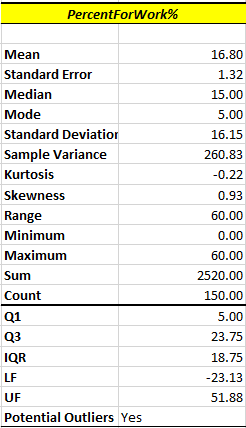 PercentForWork%
Mean 16.80
Standard Error 1.32
Median 15.00
Mode 5.00
Standard Deviation 16.15
Sample Variance 260.83
Kurtosis -0.22
Skewness 0.93
Range 60.00
Minimum 0.00
Maximum 60.00
Sum 2520.00
Count 150.00
Q1 5.00
Q3 23.75
IQR 18.75
LF -23.13
UF 51.88
Potential Outliers Yes